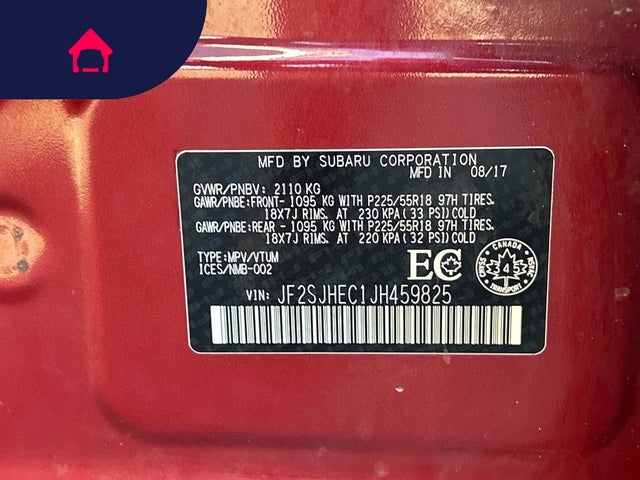 MFD BY SUBARU CORPORATION
MFD IN 08/17
GVWR/PNBV: 2110 KG
GAWR/PNBE:FRONT- 1095 KG WITH P225/55R18 97H TIRES.
18X7J RIMS. AT 230 KPA (33 PSI) COLD
GAWR/PNBE:REAR - 1095 KG WITH P225/55R18 97H TIRES.
18X7J RIMS. AT 220 KPA (32 PSI) COLD
TYPE:MPV/VTUM
ICES/NMB-002
EC
CANADA
CMVSS
345
NSVAC
TRANSPORT
VIN: JF2SJHEC1JH459825